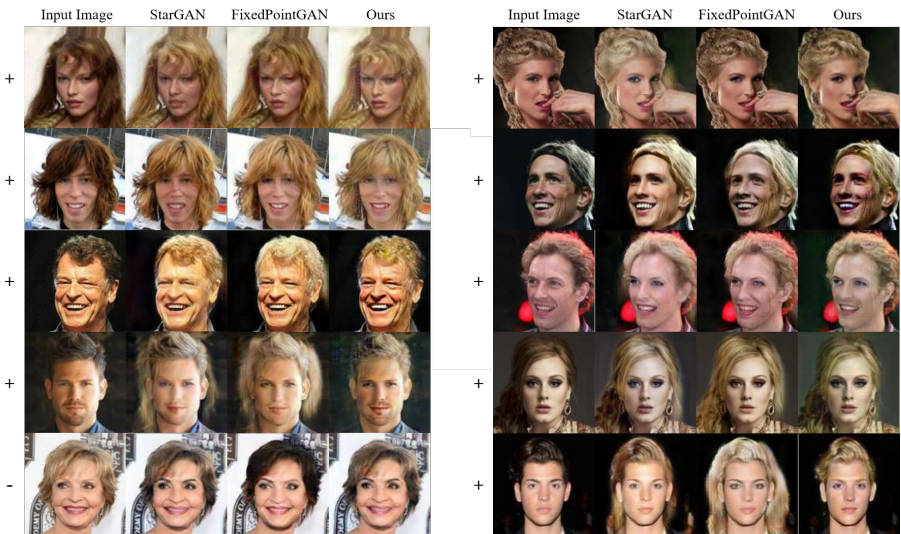 Input Image StarGAN FixedPointGAN Ours
Input Image StarGAN FixedPointGAN Ours
+ +
+ +
+ +
+ +
- +